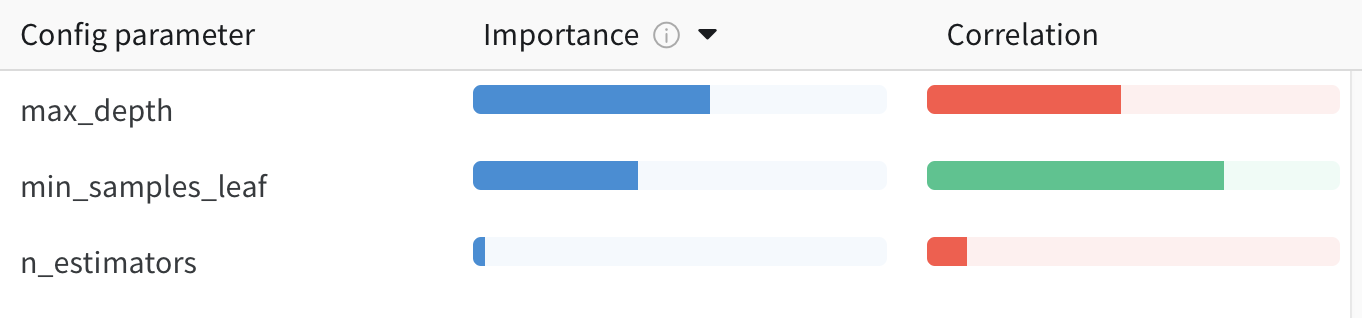 Config parameter Importance Correlation
max_depth
min_samples_leaf
n_estimators